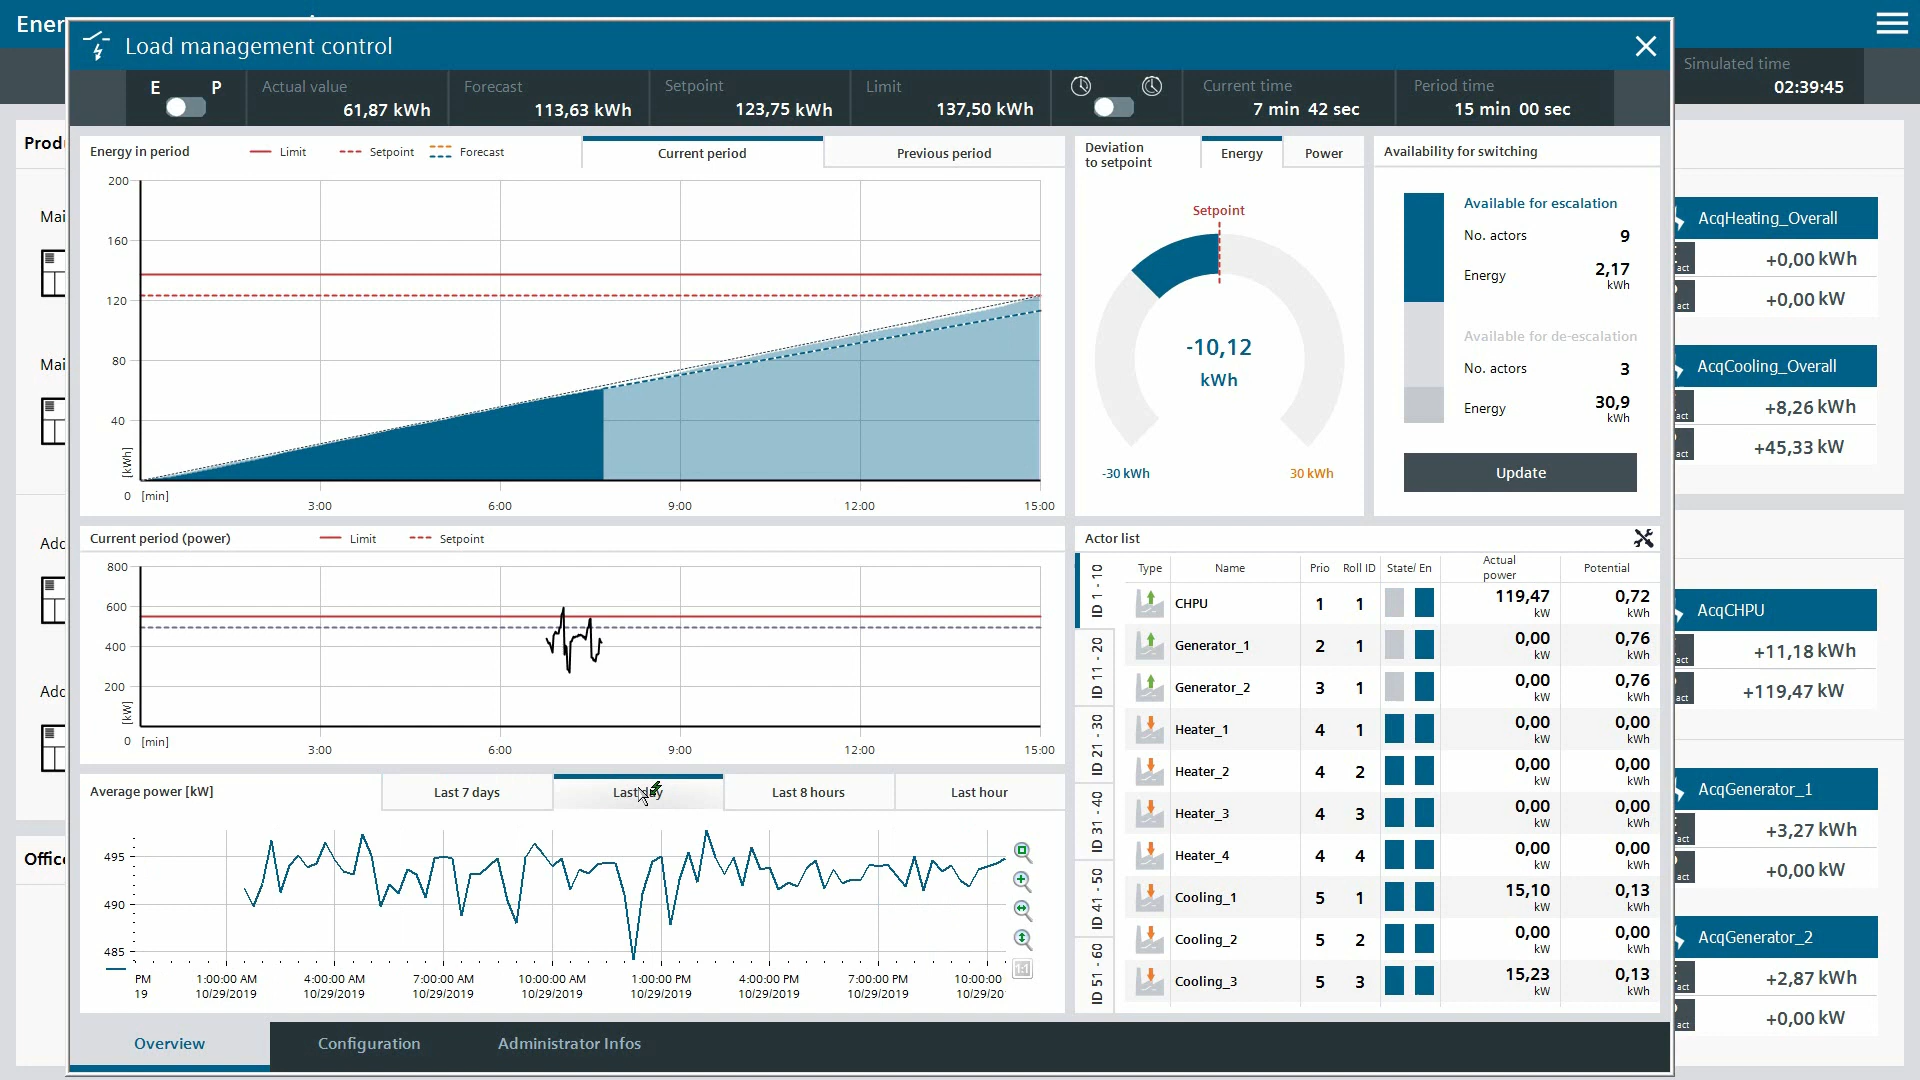 Ener
Load management control
Simulated time
02:39:45
E P
Actual value
61,87 kWh
Forecast
113,63 kWh
Setpoint
123,75 kWh
Limit
137,50 kWh
Current time
7 min 42 sec
Period time
15 min 00 sec
Prod
Mai
Mai
Add
Add
Offic
Energy in period
Limit
Setpoint
Forecast
Current period
Previous period
200
160
120
80
40
0
[kWh]
[min]
3:00
6:00
9:00
12:00
15:00
Deviation
to setpoint
Energy
Power
Setpoint
-10,12
kWh
-30 kWh
30 kWh
Availability for switching
Available for escalation
No. actors 9
Energy 2,17
kWh
Available for de-escalation
No. actors 3
Energy 30,9
kWh
Update
Current period (power)
Limit
Setpoint
800
600
400
200
0
[kW]
[min]
3:00
6:00
9:00
12:00
15:00
Average power [kW]
Last 7 days
Last 8 hours
Last hour
495
490
485
PM
19
1:00:00 AM
10/29/2019
4:00:00 AM
10/29/2019
7:00:00 AM
10/29/2019
10:00:00 AM
10/29/2019
1:00:00 PM
10/29/2019
4:00:00 PM
10/29/2019
7:00:00 PM
10/29/2019
10:00:00
10/29/20
1:1
Actor list
ID 1 - 10
ID 11 - 20
ID 21 - 30
ID 31 - 40
ID 41 - 50
ID 51 - 60
Type Name Prio Roll ID State/ En Actual power Potential
CHPU 1 1 119,47 kW 0,72 kWh
Generator_1 2 1 0,00 kW 0,76 kWh
Generator_2 3 1 0,00 kW 0,76 kWh
Heater_1 4 1 0,00 kW 0,00 kWh
Heater_2 4 2 0,00 kW 0,00 kWh
Heater_3 4 3 0,00 kW 0,00 kWh
Heater_4 4 4 0,00 kW 0,00 kWh
Cooling_1 5 1 15,10 kW 0,13 kWh
Cooling_2 5 2 0,00 kW 0,00 kWh
Cooling_3 5 3 15,23 kW 0,13 kWh
AcqHeating_Overall
act +0,00 kWh
act +0,00 kW
AcqCooling_Overall
act +8,26 kWh
act +45,33 kW
AcqCHPU
act +11,18 kWh
act +119,47 kW
AcqGenerator_1
act +3,27 kWh
act +0,00 kW
AcqGenerator_2
act +2,87 kWh
act +0,00 kW
Overview
Configuration
Administrator Infos